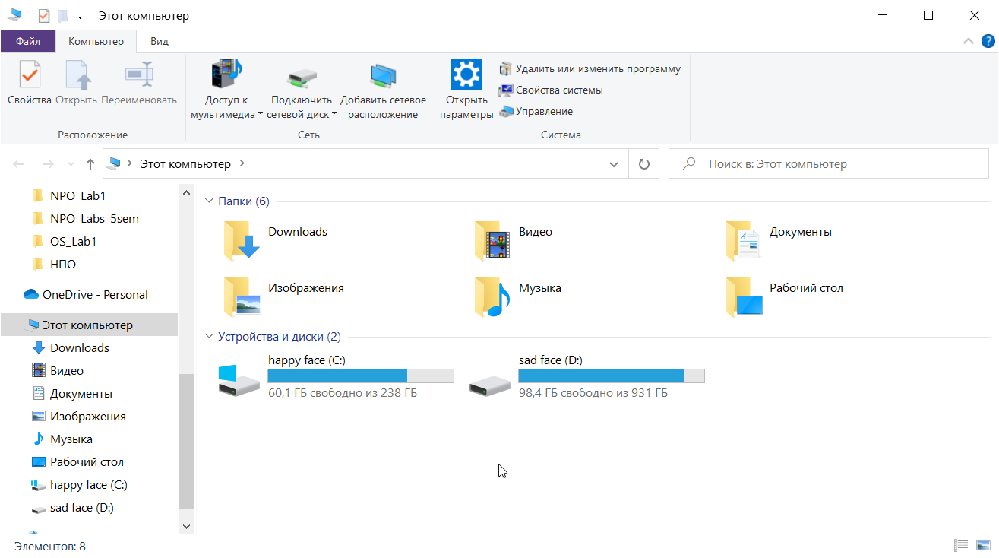 Этот компьютер
Файл Компьютер Вид
Свойства Открыть Переименовать
Расположение
Доступ к мультимедиа
Подключить сетевой диск
Добавить сетевое расположение
Сеть
Открыть параметры
Удалить или изменить программу
Свойства системы
Управление
Система
Этот компьютер
Поиск в: Этот компьютер
NPO_Lab1
NPO_Labs_5sem
OS_Lab1
НПО
OneDrive - Personal
Этот компьютер
Downloads
Видео
Документы
Изображения
Музыка
Рабочий стол
happy face (C:)
sad face (D:)
Папки (6)
Downloads
Видео
Документы
Изображения
Музыка
Рабочий стол
Устройства и диски (2)
happy face (C:)
60,1 ГБ свободно из 238 ГБ
sad face (D:)
98,4 ГБ свободно из 931 ГБ
Элементов: 8